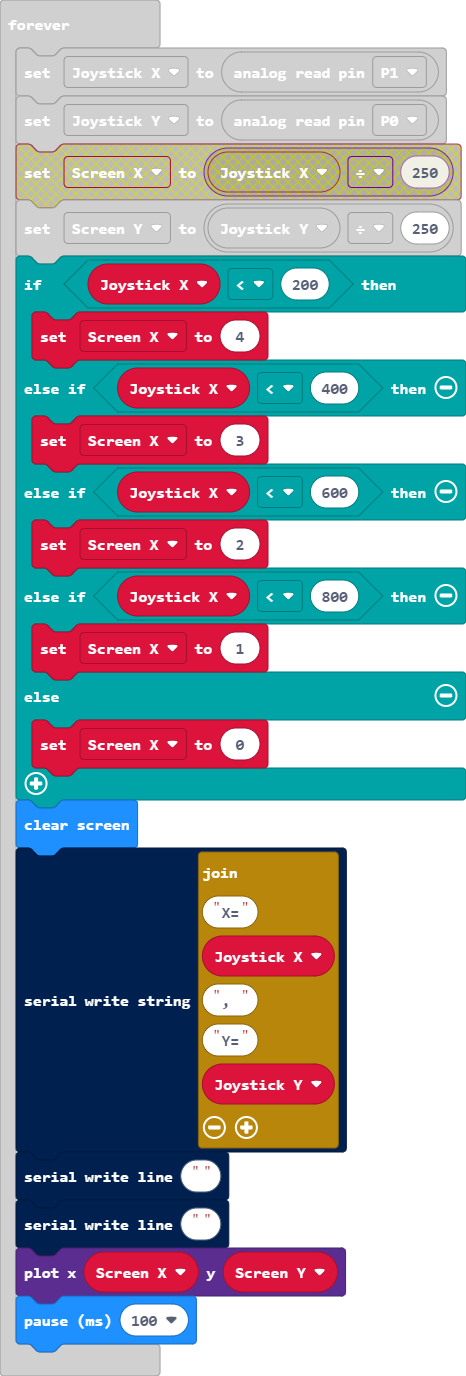 forever
set Joystick X to analog read pin P1
set Joystick Y to analog read pin P0
set Screen X to Joystick X ÷ 250
set Screen Y to Joystick Y ÷ 250
if Joystick X < 200 then
set Screen X to 4
else if Joystick X < 400 then
set Screen X to 3
else if Joystick X < 600 then
set Screen X to 2
else if Joystick X < 800 then
set Screen X to 1
else
set Screen X to 0
clear screen
join
"X="
Joystick X
serial write string ", "
"Y="
Joystick Y
serial write line " "
serial write line " "
plot x Screen X y Screen Y
pause (ms) 100